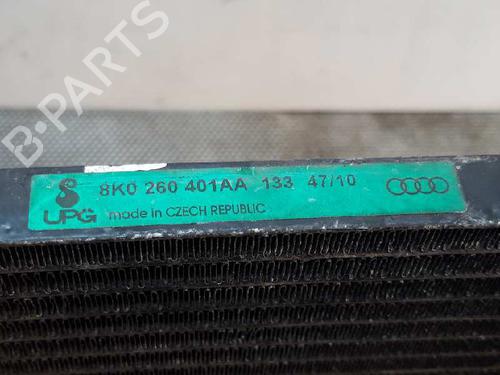 B-PARTS
8K0 260 401AA 133 47/10
UPG made in CZECH REPUBLIC